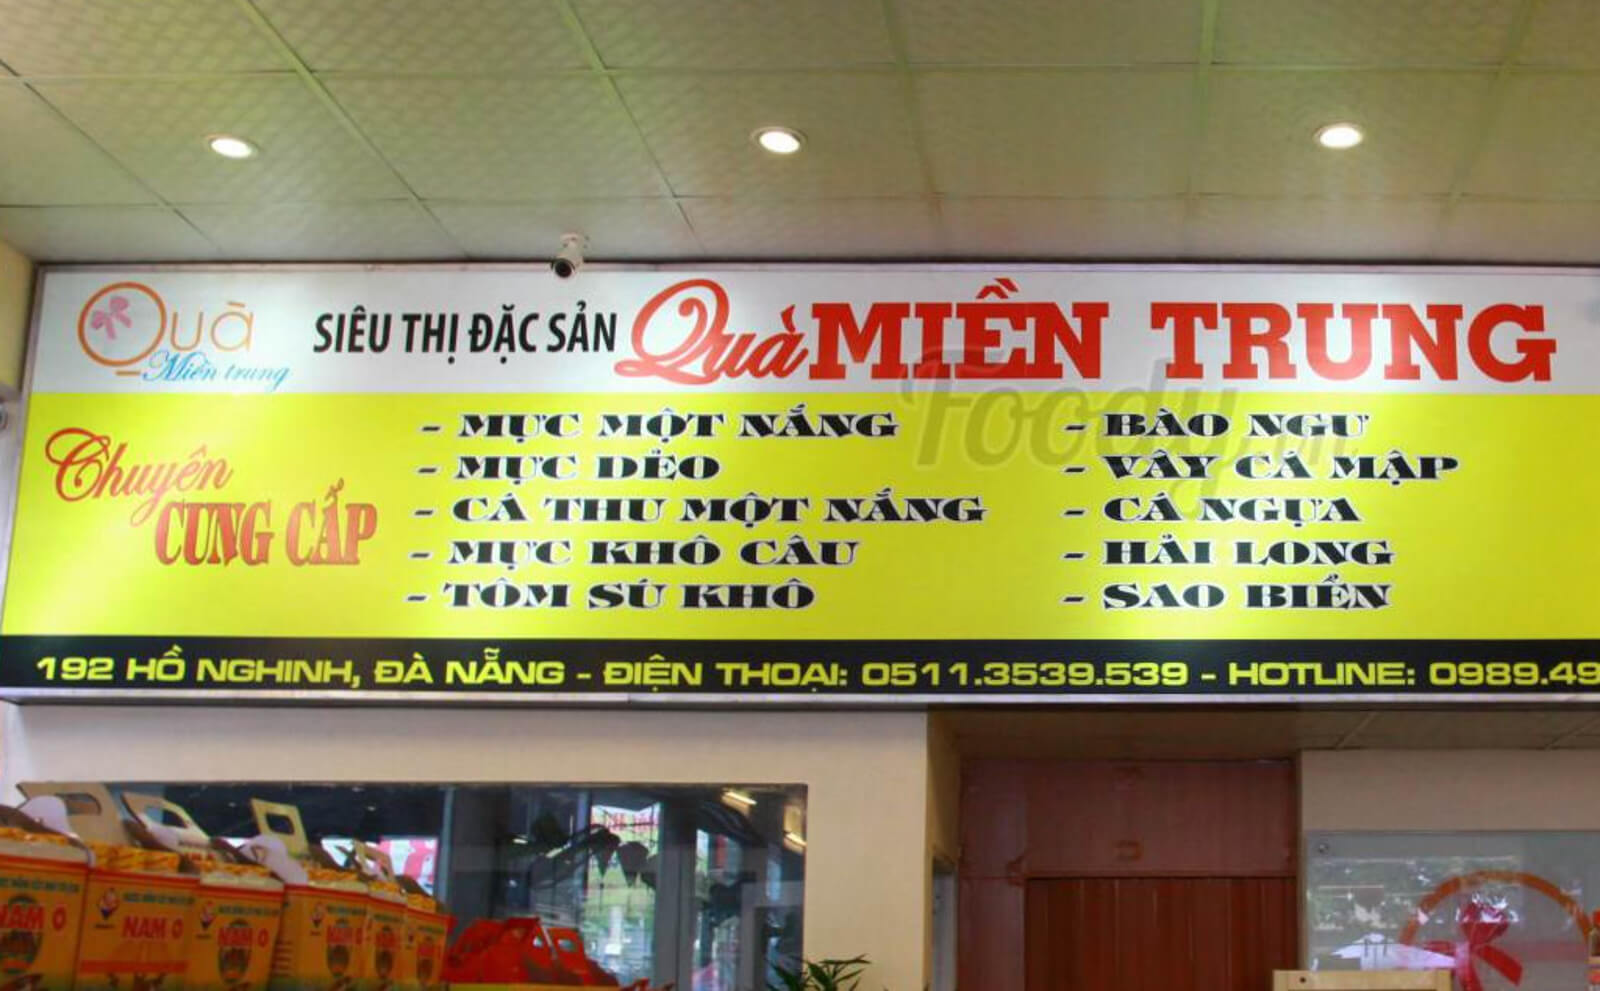 Quà
Miền trung
SIÊU THỊ ĐẶC SẢN Quà MIỀN TRUNG
Chuyên
CUNG CẤP
- MỰC MỘT NẮNG
- MỰC DẺO
- CÁ THU MỘT NẮNG
- MỰC KHÔ CÂU
- TÔM SÚ KHÔ
- BÀO NGƯ
- VÂY CÁ MẬP
- CÁ NGỰA
- HẢI LONG
- SAO BIỂN
Foody.vn
192 HỒ NGHINH, ĐÀ NẴNG - ĐIỆN THOẠI: 0511.3539.539 - HOTLINE: 0989.49
NAM O
NAM O
NAM O